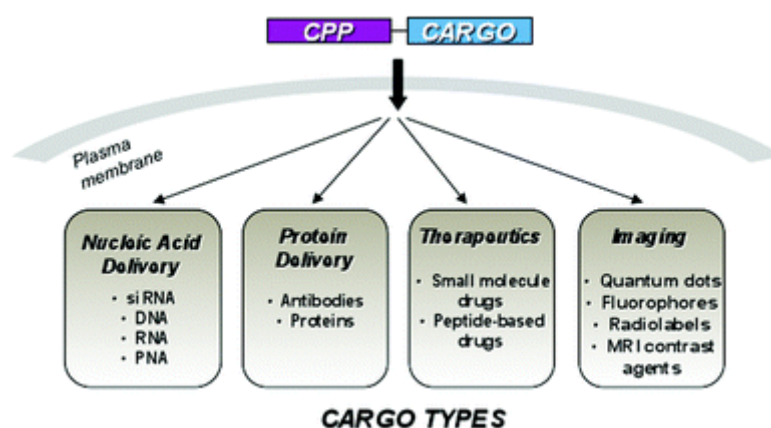 CPP CARGO
Plasma
membrane
Nucleic Acid
Delivery
• siRNA
• DNA
• RNA
• PNA
Protein
Delivery
• Antibodies
• Proteins
Therapeutics
• Small molecule
drugs
• Peptide-based
drugs
Imaging
• Quantum dots
• Fluorophores
• Radiolabels
• MRI contrast
agents
CARGO TYPES